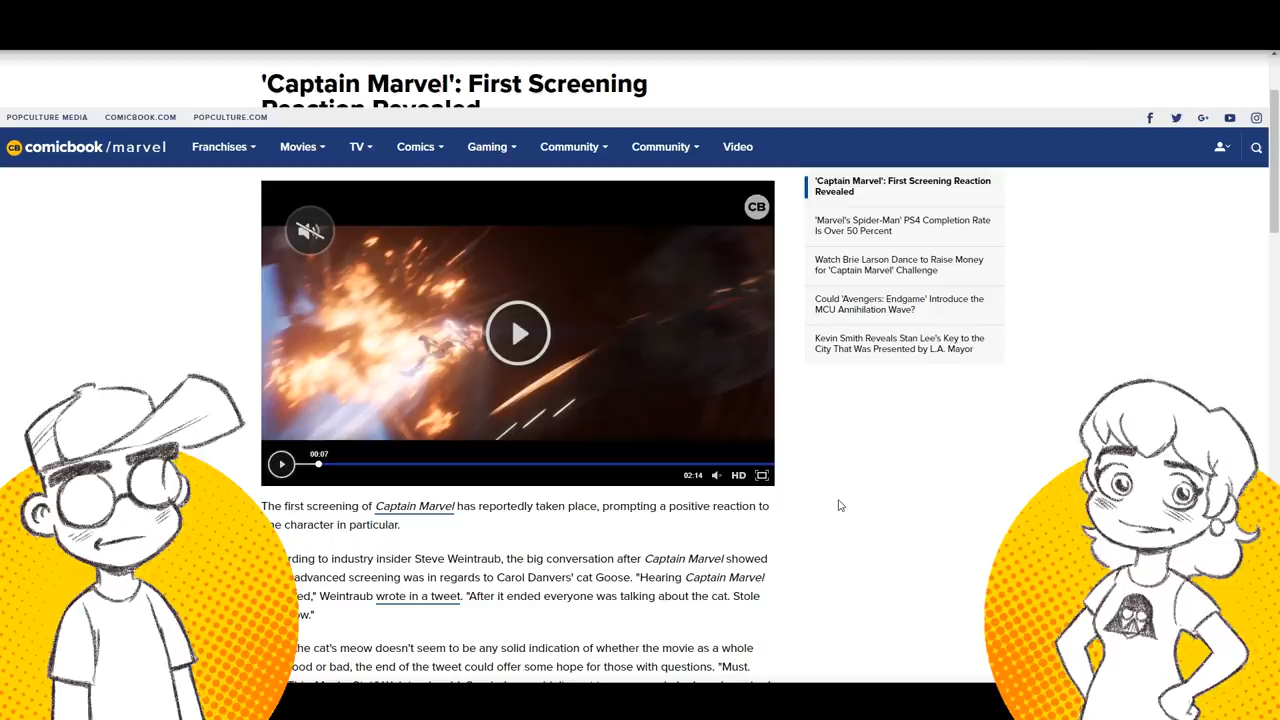 'Captain Marvel': First Screening
Reaction Revealed
POPCULTURE MEDIA COMICBOOK.COM POPCULTURE.COM
CB comicbook/marvel Franchises Movies TV Comics Gaming Community Community Video
CB
00:07
02:14 HD
The first screening of Captain Marvel has reportedly taken place, prompting a positive reaction to
ne character in particular.
rding to industry insider Steve Weintraub, the big conversation after Captain Marvel showed
advanced screening was in regards to Carol Danvers' cat Goose. "Hearing Captain Marvel
ed," Weintraub wrote in a tweet. "After it ended everyone was talking about the cat. Stole
ow."
he cat's meow doesn't seem to be any solid indication of whether the movie as a whole
ood or bad, the end of the tweet could offer some hope for those with questions. "Must.
'Captain Marvel': First Screening Reaction
Revealed
'Marvel's Spider-Man' PS4 Completion Rate
Is Over 50 Percent
Watch Brie Larson Dance to Raise Money
for 'Captain Marvel' Challenge
Could 'Avengers: Endgame' Introduce the
MCU Annihilation Wave?
Kevin Smith Reveals Stan Lee's Key to the
City That Was Presented by L.A. Mayor